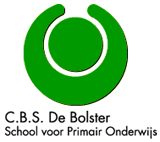 C.B.S. De Bolster
School voor Primair Onderwijs